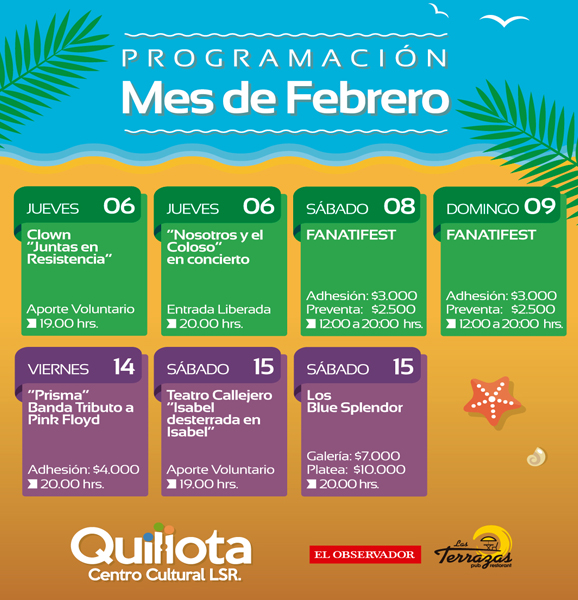 PROGRAMACIÓN
Mes de Febrero
JUEVES 06
Clown
"Juntas en
Resistencia"
Aporte Voluntario
19.00 hrs.
JUEVES 06
"Nosotros y el
Coloso"
en concierto
Entrada Liberada
20.00 hrs.
SÁBADO 08
FANATIFEST
Adhesión: $3.000
Preventa: $2.500
12:00 a 20:00 hrs.
DOMINGO 09
FANATIFEST
Adhesión: $3.000
Preventa: $2.500
12:00 a 20:00 hrs.
VIERNES 14
"Prisma"
Banda Tributo a
Pink Floyd
Adhesión: $4.000
20.00 hrs.
SÁBADO 15
Teatro Callejero
"Isabel
desterrada en
Isabel"
Aporte Voluntario
19.00 hrs.
SÁBADO 15
Los
Blue Splendor
Galería: $7.000
Platea: $10.000
20.00 hrs.
Quillota
Centro Cultural LSR.
EL OBSERVADOR
Las
Terrazas
pub restorant